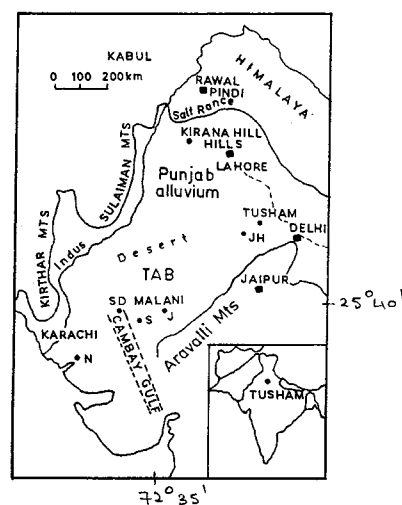 KABUL
0 100 200km
HIMALAYA
RAWAL
PINDI
Salt Range
KIRANA HILL
HILLS
LAHORE
SULAIMAN MTS
Punjab
alluvium
KIRTHAR MTS
Indus
Desert
TUSHAM
DELHI
JH
TAB
JAIPUR
SD MALANI
S J
25° 40'
KARACHI
N
CAMBAY GULF
Aravalli Mts
TUSHAM
72° 35'